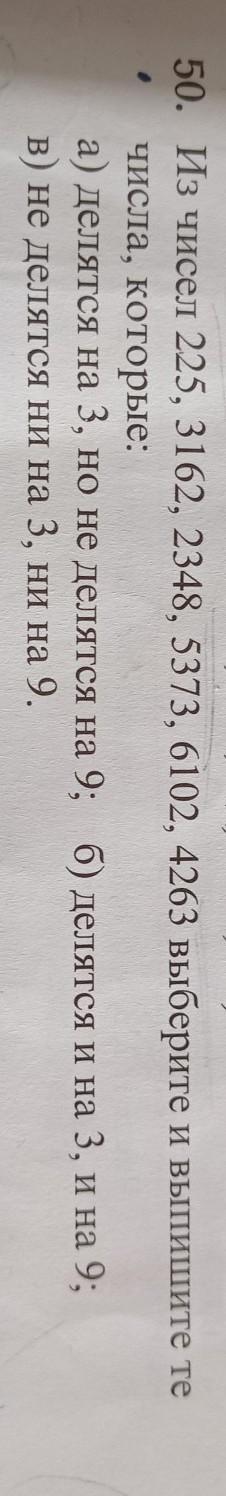 50. Из чисел 225, 3162, 2348, 5373, 6102, 4263 выберите и выпишите те
числа, которые:
а) делятся на 3, но не делятся на 9; б) делятся и на 3, и на 9;
в) не делятся ни на 3, ни на 9.